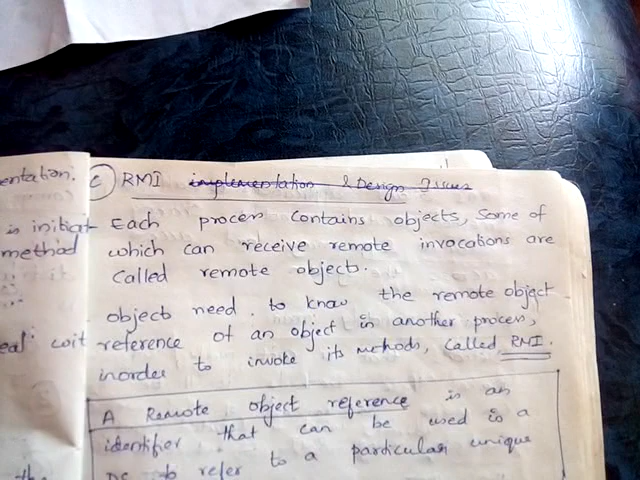 entation.
is initiat
method
eal wit
the
C) RMI implementation & Design Issues
Each process contains objects, some of
which can receive remote invocations are
called remote objects.
object need to know the remote object
reference of an object in another process,
inorder to invoke its methods, called RMI.
A Remote object reference is an
identifier that can be used in a
DS to refer to a particular unique